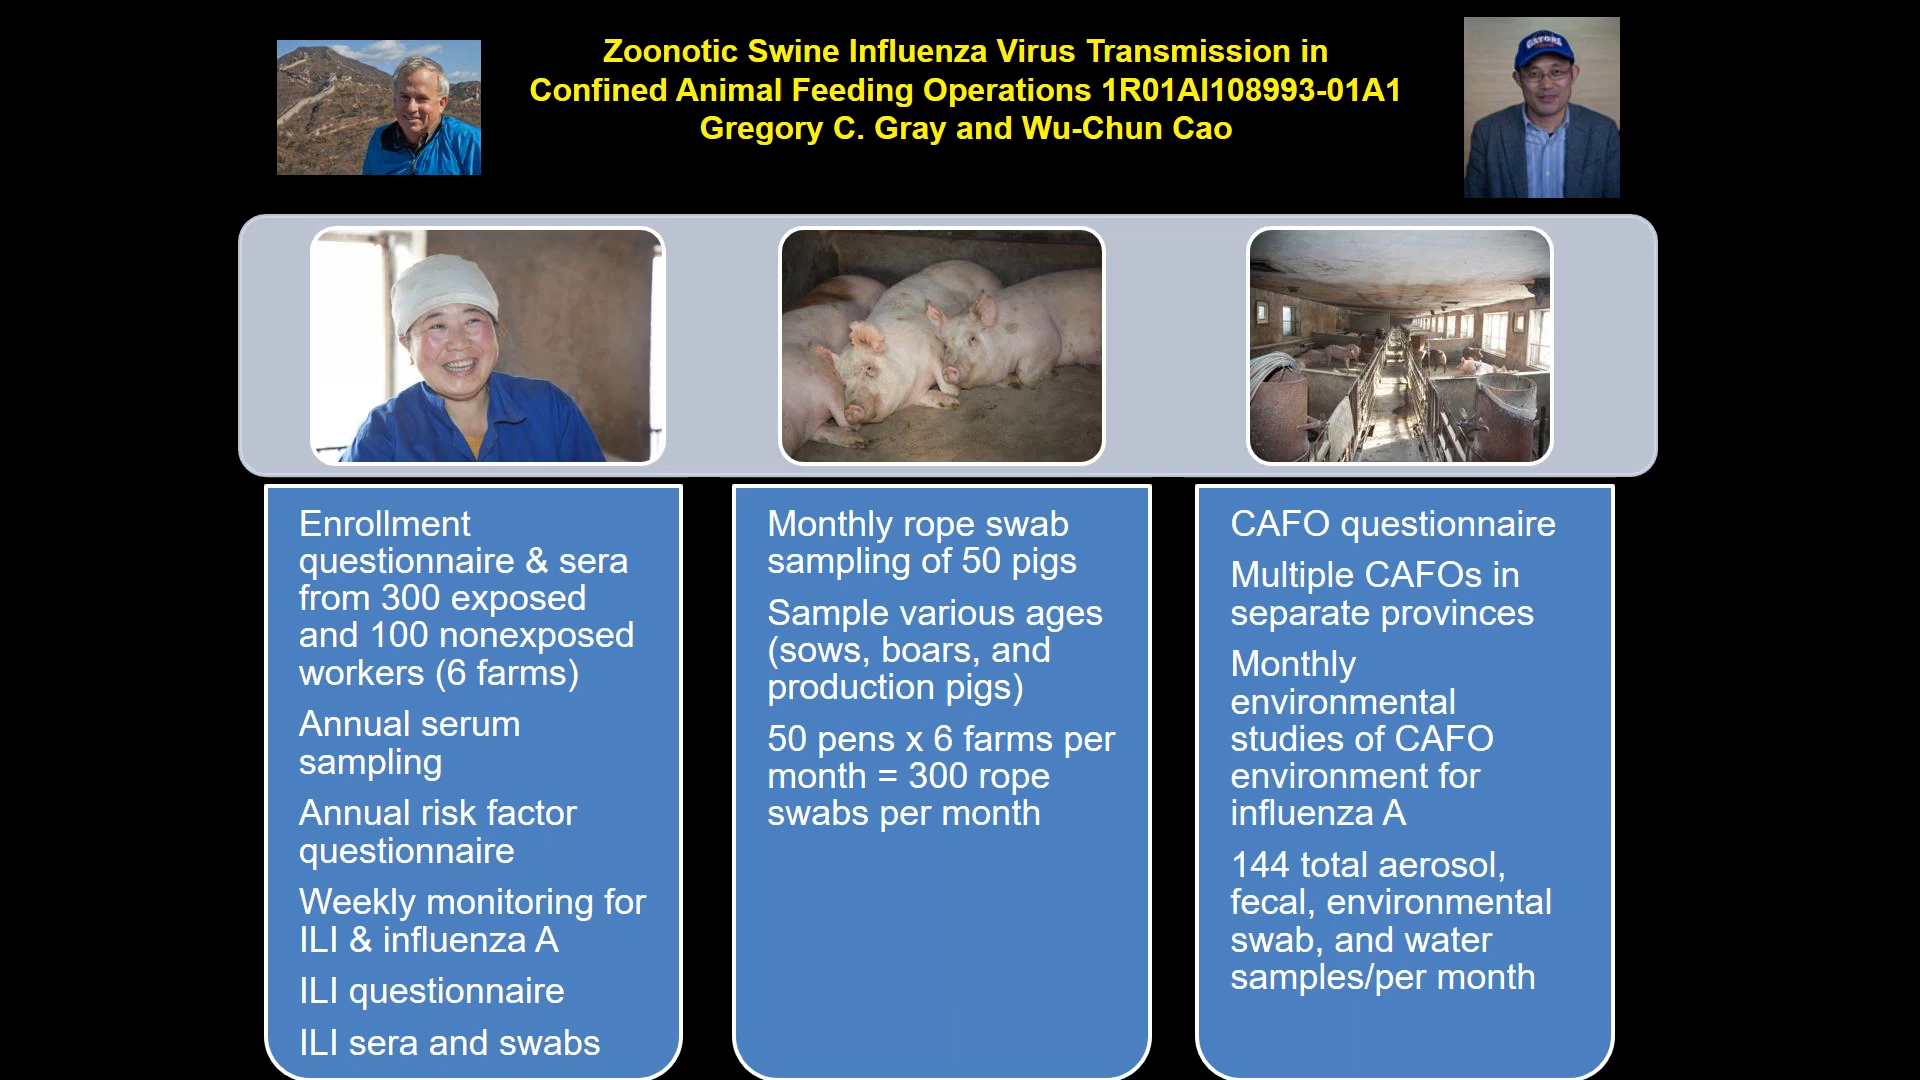 Zoonotic Swine Influenza Virus Transmission in
Confined Animal Feeding Operations 1R01AI108993-01A1
Gregory C. Gray and Wu-Chun Cao
GATORS
Enrollment
questionnaire & sera
from 300 exposed
and 100 nonexposed
workers (6 farms)
Annual serum
sampling
Annual risk factor
questionnaire
Weekly monitoring for
ILI & influenza A
ILI questionnaire
ILI sera and swabs
Monthly rope swab
sampling of 50 pigs
Sample various ages
(sows, boars, and
production pigs)
50 pens x 6 farms per
month = 300 rope
swabs per month
CAFO questionnaire
Multiple CAFOs in
separate provinces
Monthly
environmental
studies of CAFO
environment for
influenza A
144 total aerosol,
fecal, environmental
swab, and water
samples/per month